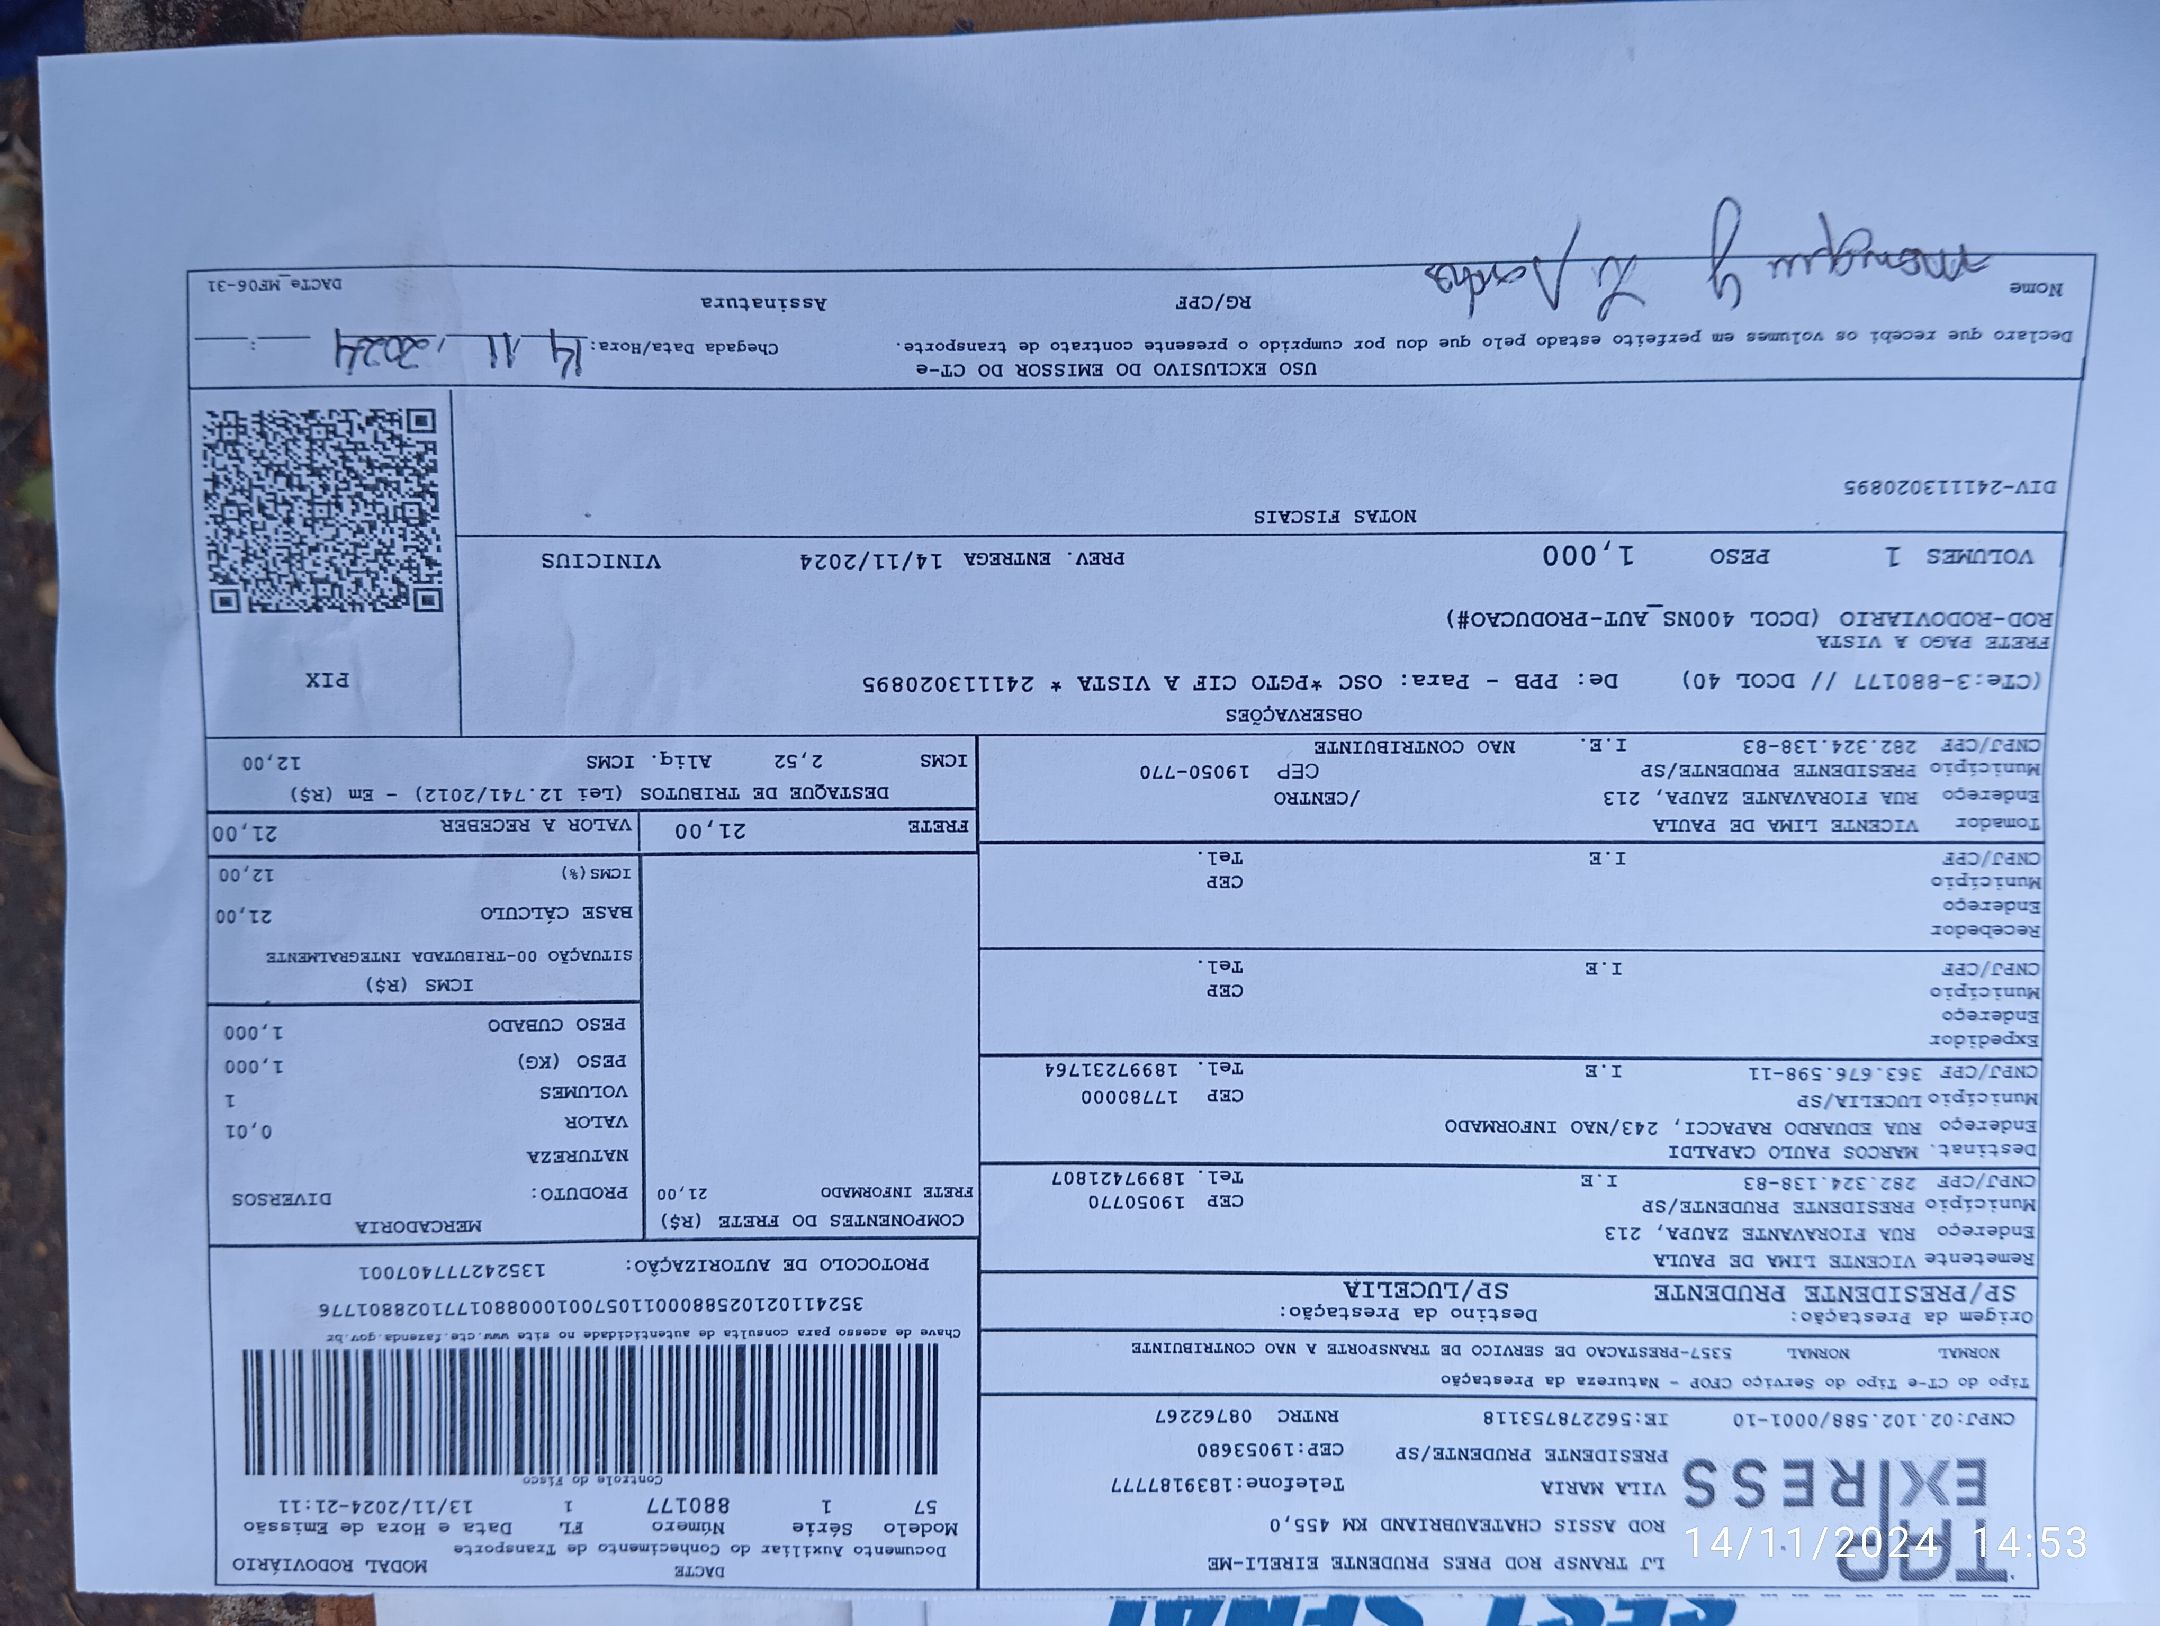 TGR
EXPRESS
LJ TRANSP ROD PRES PRUDENTE EIRELI-ME
ROD ASSIS CHATEAUBRIAND KM 455,0
VILA MARIA Telefone:1839187777
PRESIDENTE PRUDENTE/SP CEP:19053680
CNPJ:02.102.588/0001-10 IE:562278753118 RNTRC 08762267
DACTE MODAL RODOVIÁRIO
Documento Auxiliar do Conhecimento de Transporte
Modelo Série Número FL Data e Hora de Emissão
57 1 880177 1 13/11/2024-21:11
Controle do Fisco
Chave de acesso para consulta de autenticidade no site www.cte.fazenda.gov.br
35241102102588000110570010008801771028801776
PROTOCOLO DE AUTORIZAÇÃO: 135242777407001
Tipo do CT-e Tipo do Serviço CFOP - Natureza da Prestação
NORMAL NORMAL 5357-PRESTACAO DE SERVICO DE TRANSPORTE A NAO CONTRIBUINTE
Origem da Prestação: Destino da Prestação:
SP/PRESIDENTE PRUDENTE SP/LUCELIA
Remetente VICENTE LIMA DE PAULA
Endereço RUA FIORAVANTE ZAUPA, 213
Município PRESIDENTE PRUDENTE/SP CEP 19050770
CNPJ/CPF 282.324.138-83 I.E Tel. 18997421807
Destinat. MARCOS PAULO CAPALDI
Endereço RUA EDUARDO RAPACCI, 243/NAO INFORMADO
Município LUCELIA/SP CEP 17780000
CNPJ/CPF 363.676.598-11 I.E Tel. 18997231764
Expedidor
Endereço
Município CEP
CNPJ/CPF I.E Tel.
Recebedor
Endereço
Município CEP
CNPJ/CPF I.E Tel.
Tomador VICENTE LIMA DE PAULA
Endereço RUA FIORAVANTE ZAUPA, 213 /CENTRO
Município PRESIDENTE PRUDENTE/SP CEP 19050-770
CNPJ/CPF 282.324.138-83 I.E. NAO CONTRIBUINTE
COMPONENTES DO FRETE (R$)
FRETE INFORMADO 21,00
MERCADORIA
PRODUTO: DIVERSOS
NATUREZA
VALOR 0,01
VOLUMES 1
PESO (KG) 1,000
PESO CUBADO 1,000
ICMS (R$)
SITUAÇÃO 00-TRIBUTADA INTEGRALMENTE
BASE CÁLCULO 21,00
ICMS(%) 12,00
FRETE 21,00 VALOR A RECEBER 21,00
DESTAQUE DE TRIBUTOS (Lei 12.741/2012) - Em (R$)
ICMS 2,52 Aliq. ICMS 12,00
OBSERVAÇÕES
(CTe:3-880177 // DCOL 40) De: PPB - Para: OSC *PGTO CIF A VISTA * 241113020895
FRETE PAGO A VISTA
ROD-RODOVIARIO (DCOL 400NS_AUT-PRODUCAO#)
PIX
VOLUMES 1 PESO 1,000 PREV. ENTREGA 14/11/2024 VINICIUS
NOTAS FISCAIS
DIV-241113020895
USO EXCLUSIVO DO EMISSOR DO CT-e
Declaro que recebi os volumes em perfeito estado pelo que dou por cumprido o presente contrato de transporte. Chegada Data/Hora: 14 11 2024 :
Nome RG/CPF Assinatura DACTe_MF06-31
14/11/2024 14:53